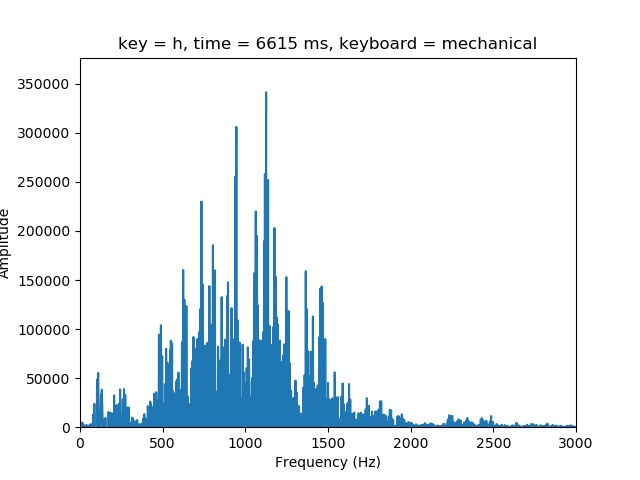 key = h, time = 6615 ms, keyboard = mechanical
350000
300000
250000
200000
150000
100000
50000
0
Amplitude
0 500 1000 1500 2000 2500 3000
Frequency (Hz)